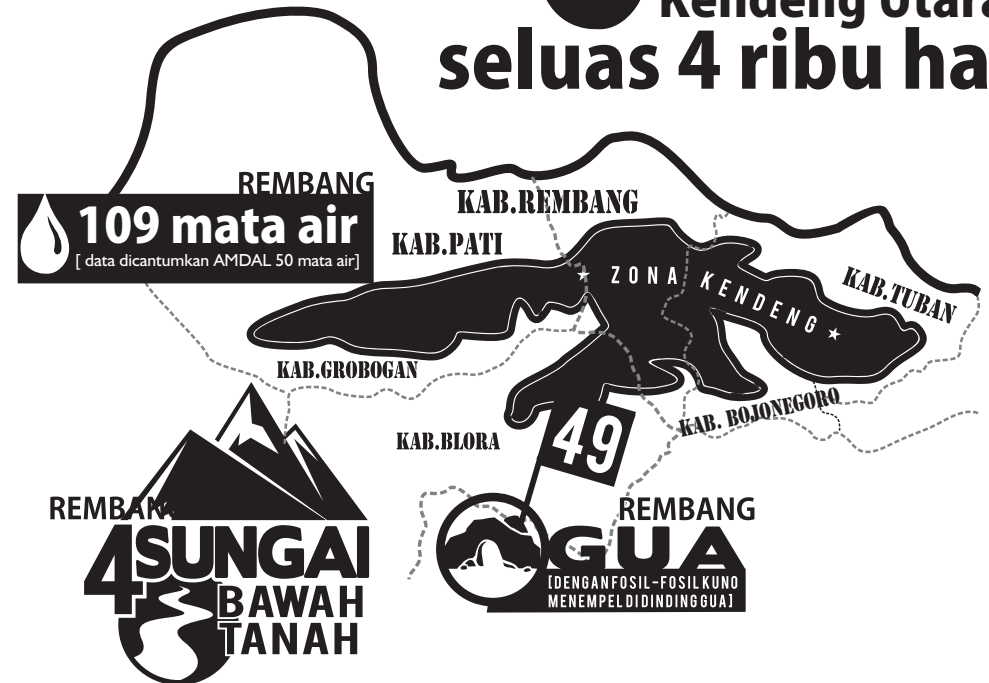 Kendeng Utara
seluas 4 ribu ha
REMBANG
109 mata air
[ data dicantumkan AMDAL 50 mata air]
KAB.REMBANG
KAB.PATI
ZONA KENDENG
KAB.TUBAN
KAB.GROBOGAN
KAB. BOJONEGORO
KAB.BLORA
49
REMBANG
GUA
[DENGAN FOSIL-FOSIL KUNO
MENEMPEL DI DINDING GUA]
REMBANG
4 SUNGAI
BAWAH
TANAH